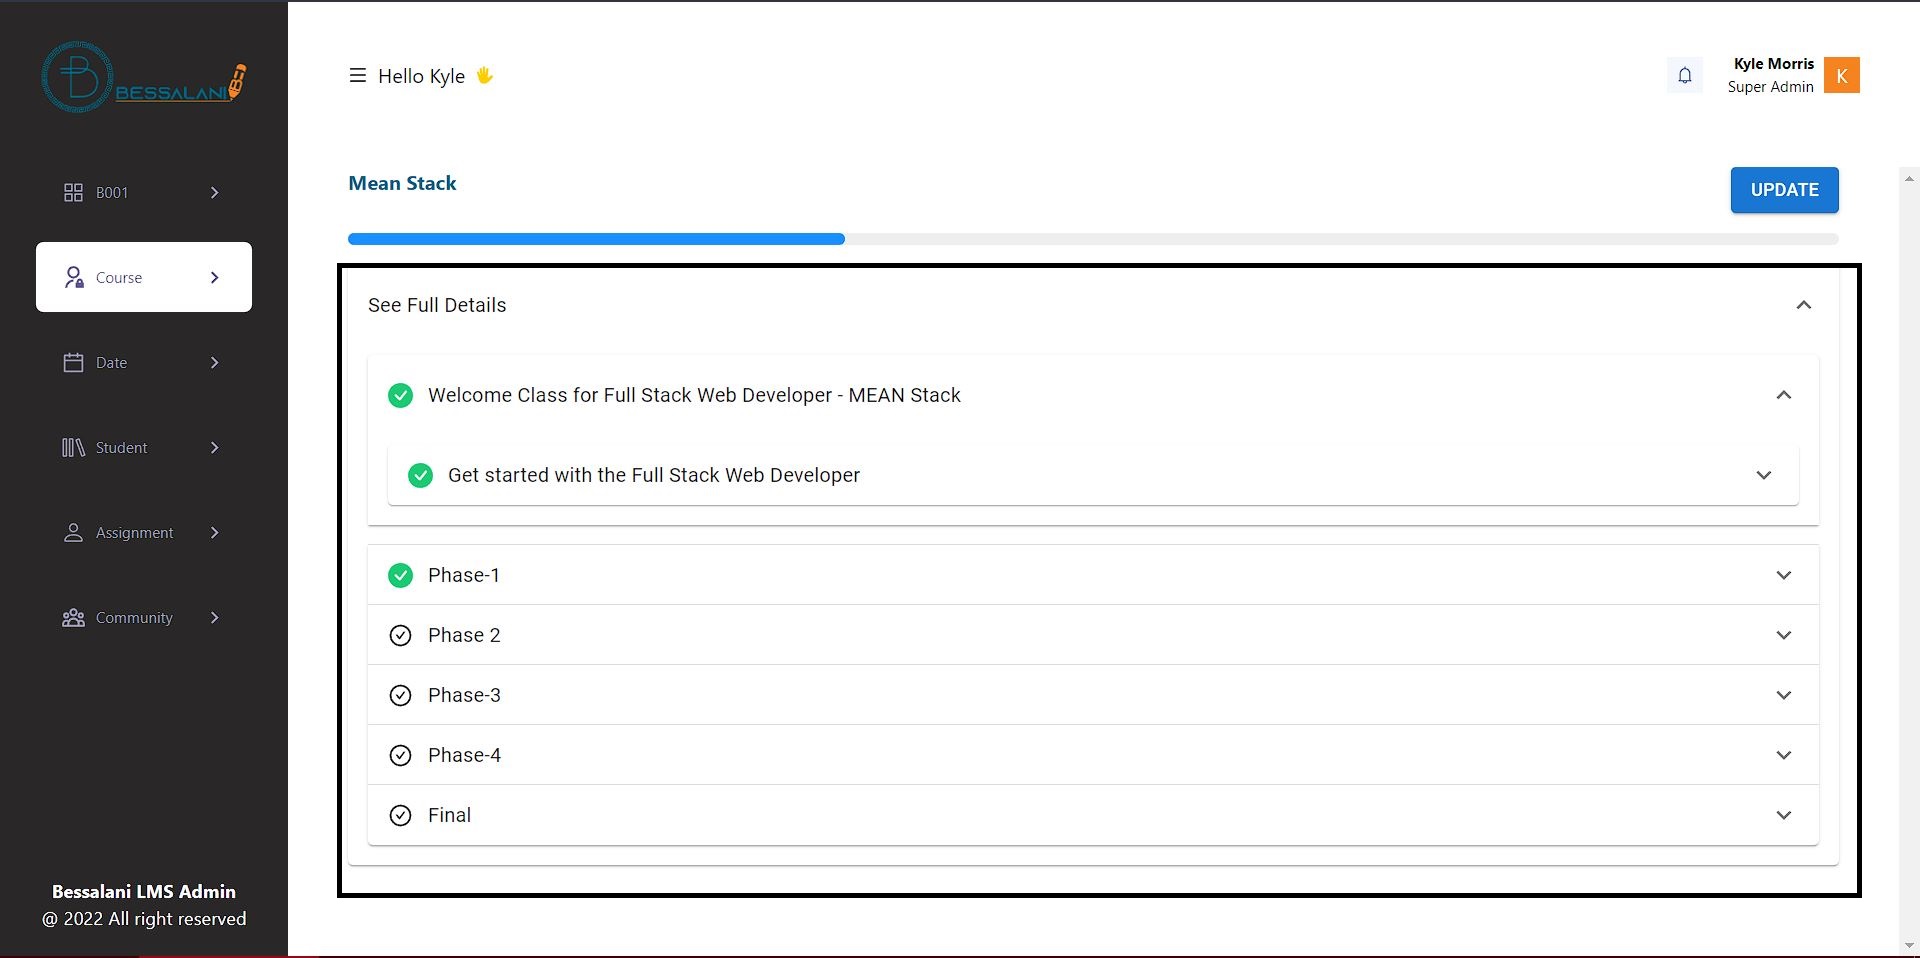 BESSALANI
Hello Kyle
Kyle Morris
Super Admin
K
B001
Course
Date
Student
Assignment
Community
Bessalani LMS Admin
@ 2022 All right reserved
Mean Stack
UPDATE
See Full Details
Welcome Class for Full Stack Web Developer - MEAN Stack
Get started with the Full Stack Web Developer
Phase-1
Phase 2
Phase-3
Phase-4
Final